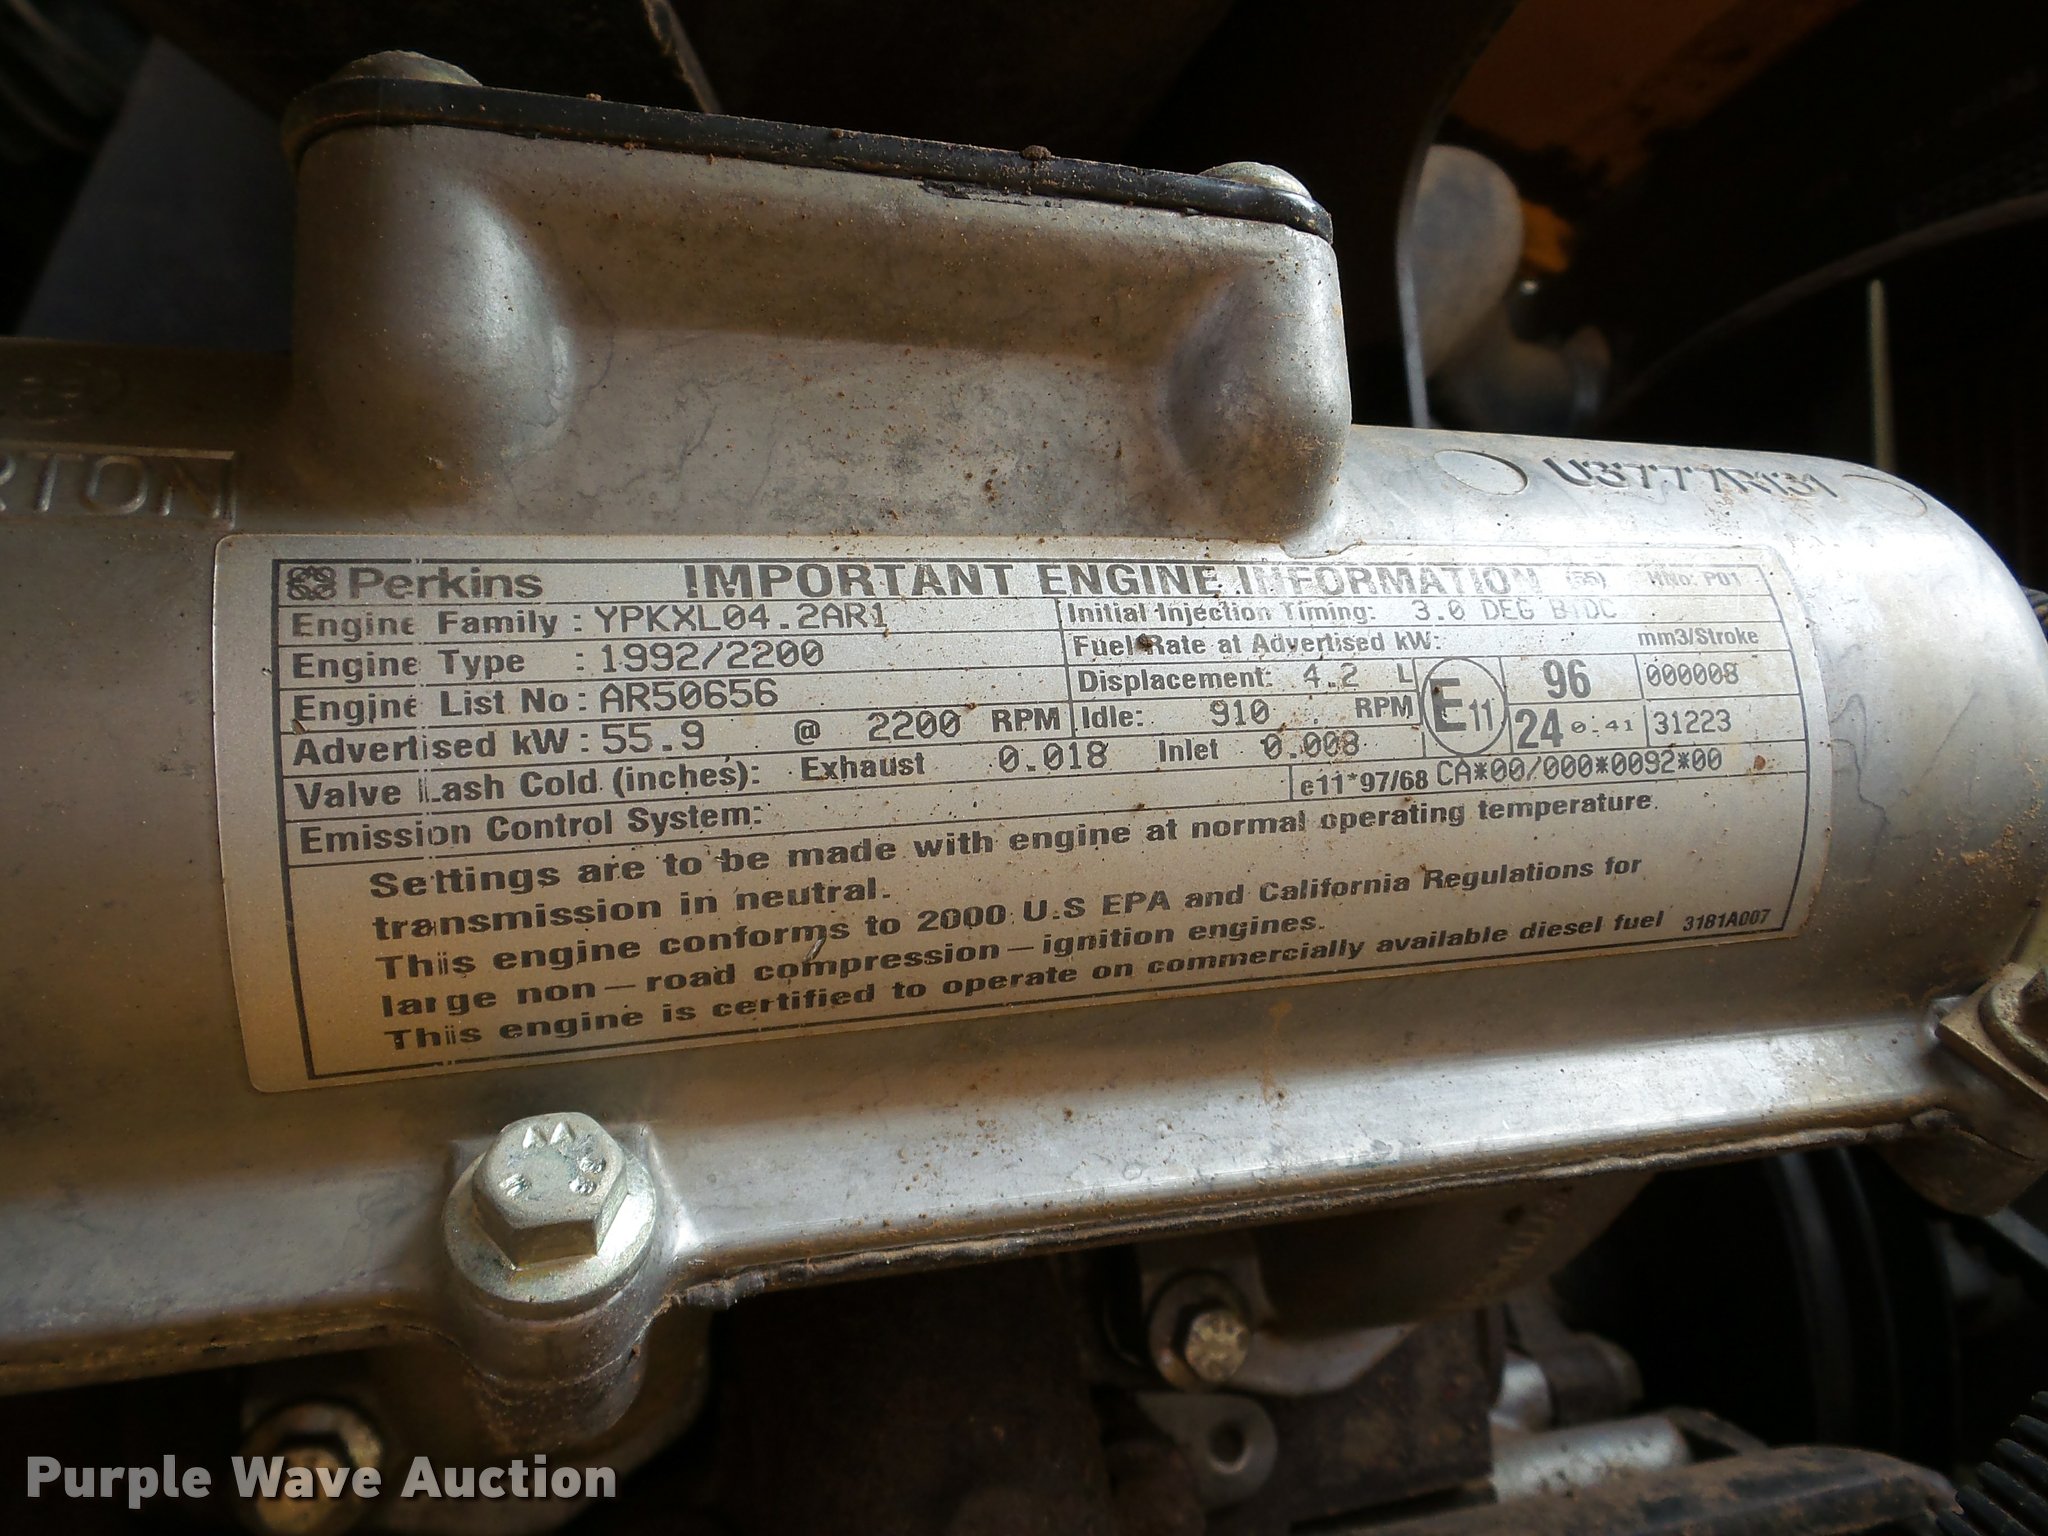 RTON
U3777R131
Perkins IMPORTANT ENGINE INFORMATION (55) HNo: P01
Engine Family : YPKXL04.2AR1 Initial Injection Timing: 3.0 DEG BTDC
Engine Type : 1992/2200 Fuel Rate at Advertised kW: mm3/Stroke
Engine List No : AR50656 Displacement: 4.2 L E11 96 000008
Advertised kW : 55.9 @ 2200 RPM Idle: 910 RPM 24 0.41 31223
Valve Lash Cold (inches): Exhaust 0.018 Inlet 0.008
Emission Control System: e11*97/68 CA*00/000*0092*00
Settings are to be made with engine at normal operating temperature.
transmission in neutral.
This engine conforms to 2000 U.S EPA and California Regulations for
large non-road compression-ignition engines.
This engine is certified to operate on commercially available diesel fuel 3181A007
Purple Wave Auction